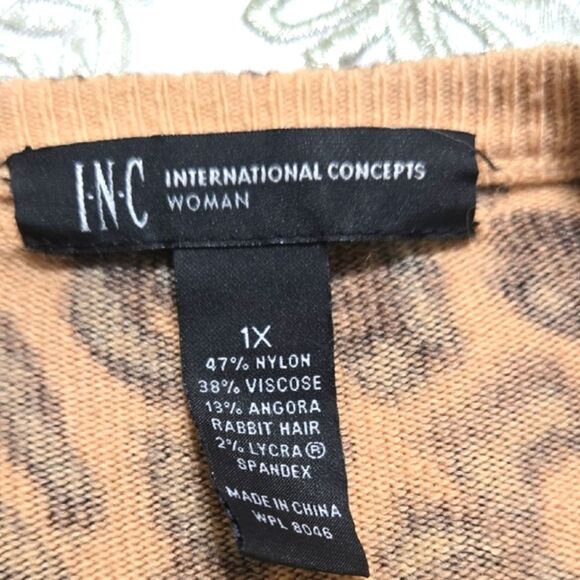 I·N·C INTERNATIONAL CONCEPTS
WOMAN
1X
47% NYLON
38% VISCOSE
13% ANGORA
RABBIT HAIR
2% LYCRA ®
SPANDEX
MADE IN CHINA
WPL 8046